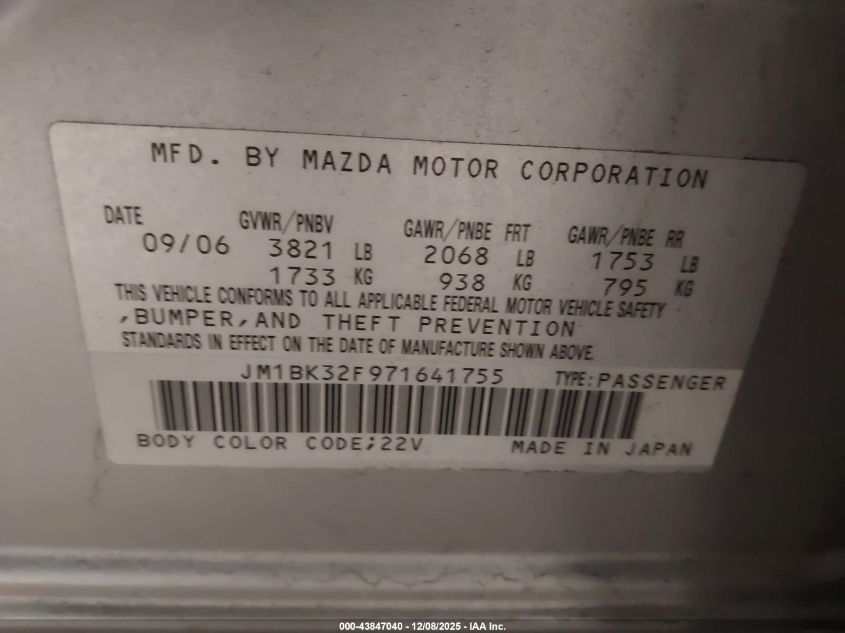 MFD. BY MAZDA MOTOR CORPORATION
DATE GVWR/PNBV GAWR/PNBE FRT GAWR/PNBE RR
09/06 3821 LB 2068 LB 1753 LB
1733 KG 938 KG 795 KG
THIS VEHICLE CONFORMS TO ALL APPLICABLE FEDERAL MOTOR VEHICLE SAFETY
,BUMPER,AND THEFT PREVENTION
STANDARDS IN EFFECT ON THE DATE OF MANUFACTURE SHOWN ABOVE.
JM1BK32F971641755 TYPE:PASSENGER
BODY COLOR CODE;22V MADE IN JAPAN
000-43847040 - 12/08/2025 - IAA Inc.